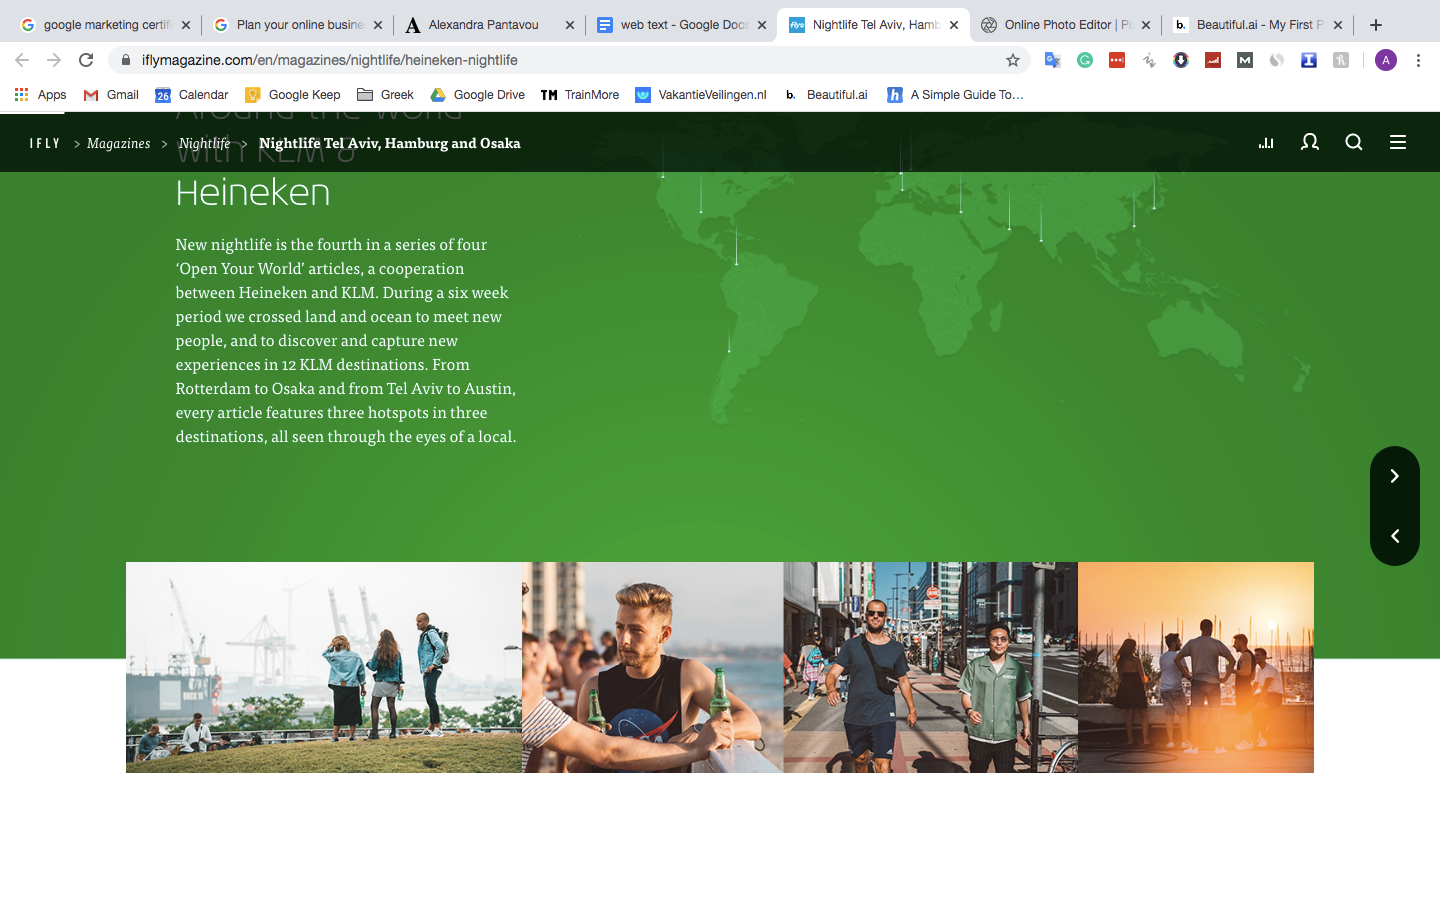 google marketing certifi
Plan your online busine
Alexandra Pantavou
web text - Google Docs
Nightlife Tel Aviv, Hamb
Online Photo Editor | Pi
Beautiful.ai - My First P
iflymagazine.com/en/magazines/nightlife/heineken-nightlife
A
Apps
Gmail
Calendar
Google Keep
Greek
Google Drive
TrainMore
VakantieVeilingen.nl
Beautiful.ai
A Simple Guide To...
IFLY > Magazines > Nightlife > Nightlife Tel Aviv, Hamburg and Osaka
Around the world
with KLM &
Heineken
New nightlife is the fourth in a series of four
‘Open Your World’ articles, a cooperation
between Heineken and KLM. During a six week
period we crossed land and ocean to meet new
people, and to discover and capture new
experiences in 12 KLM destinations. From
Rotterdam to Osaka and from Tel Aviv to Austin,
every article features three hotspots in three
destinations, all seen through the eyes of a local.